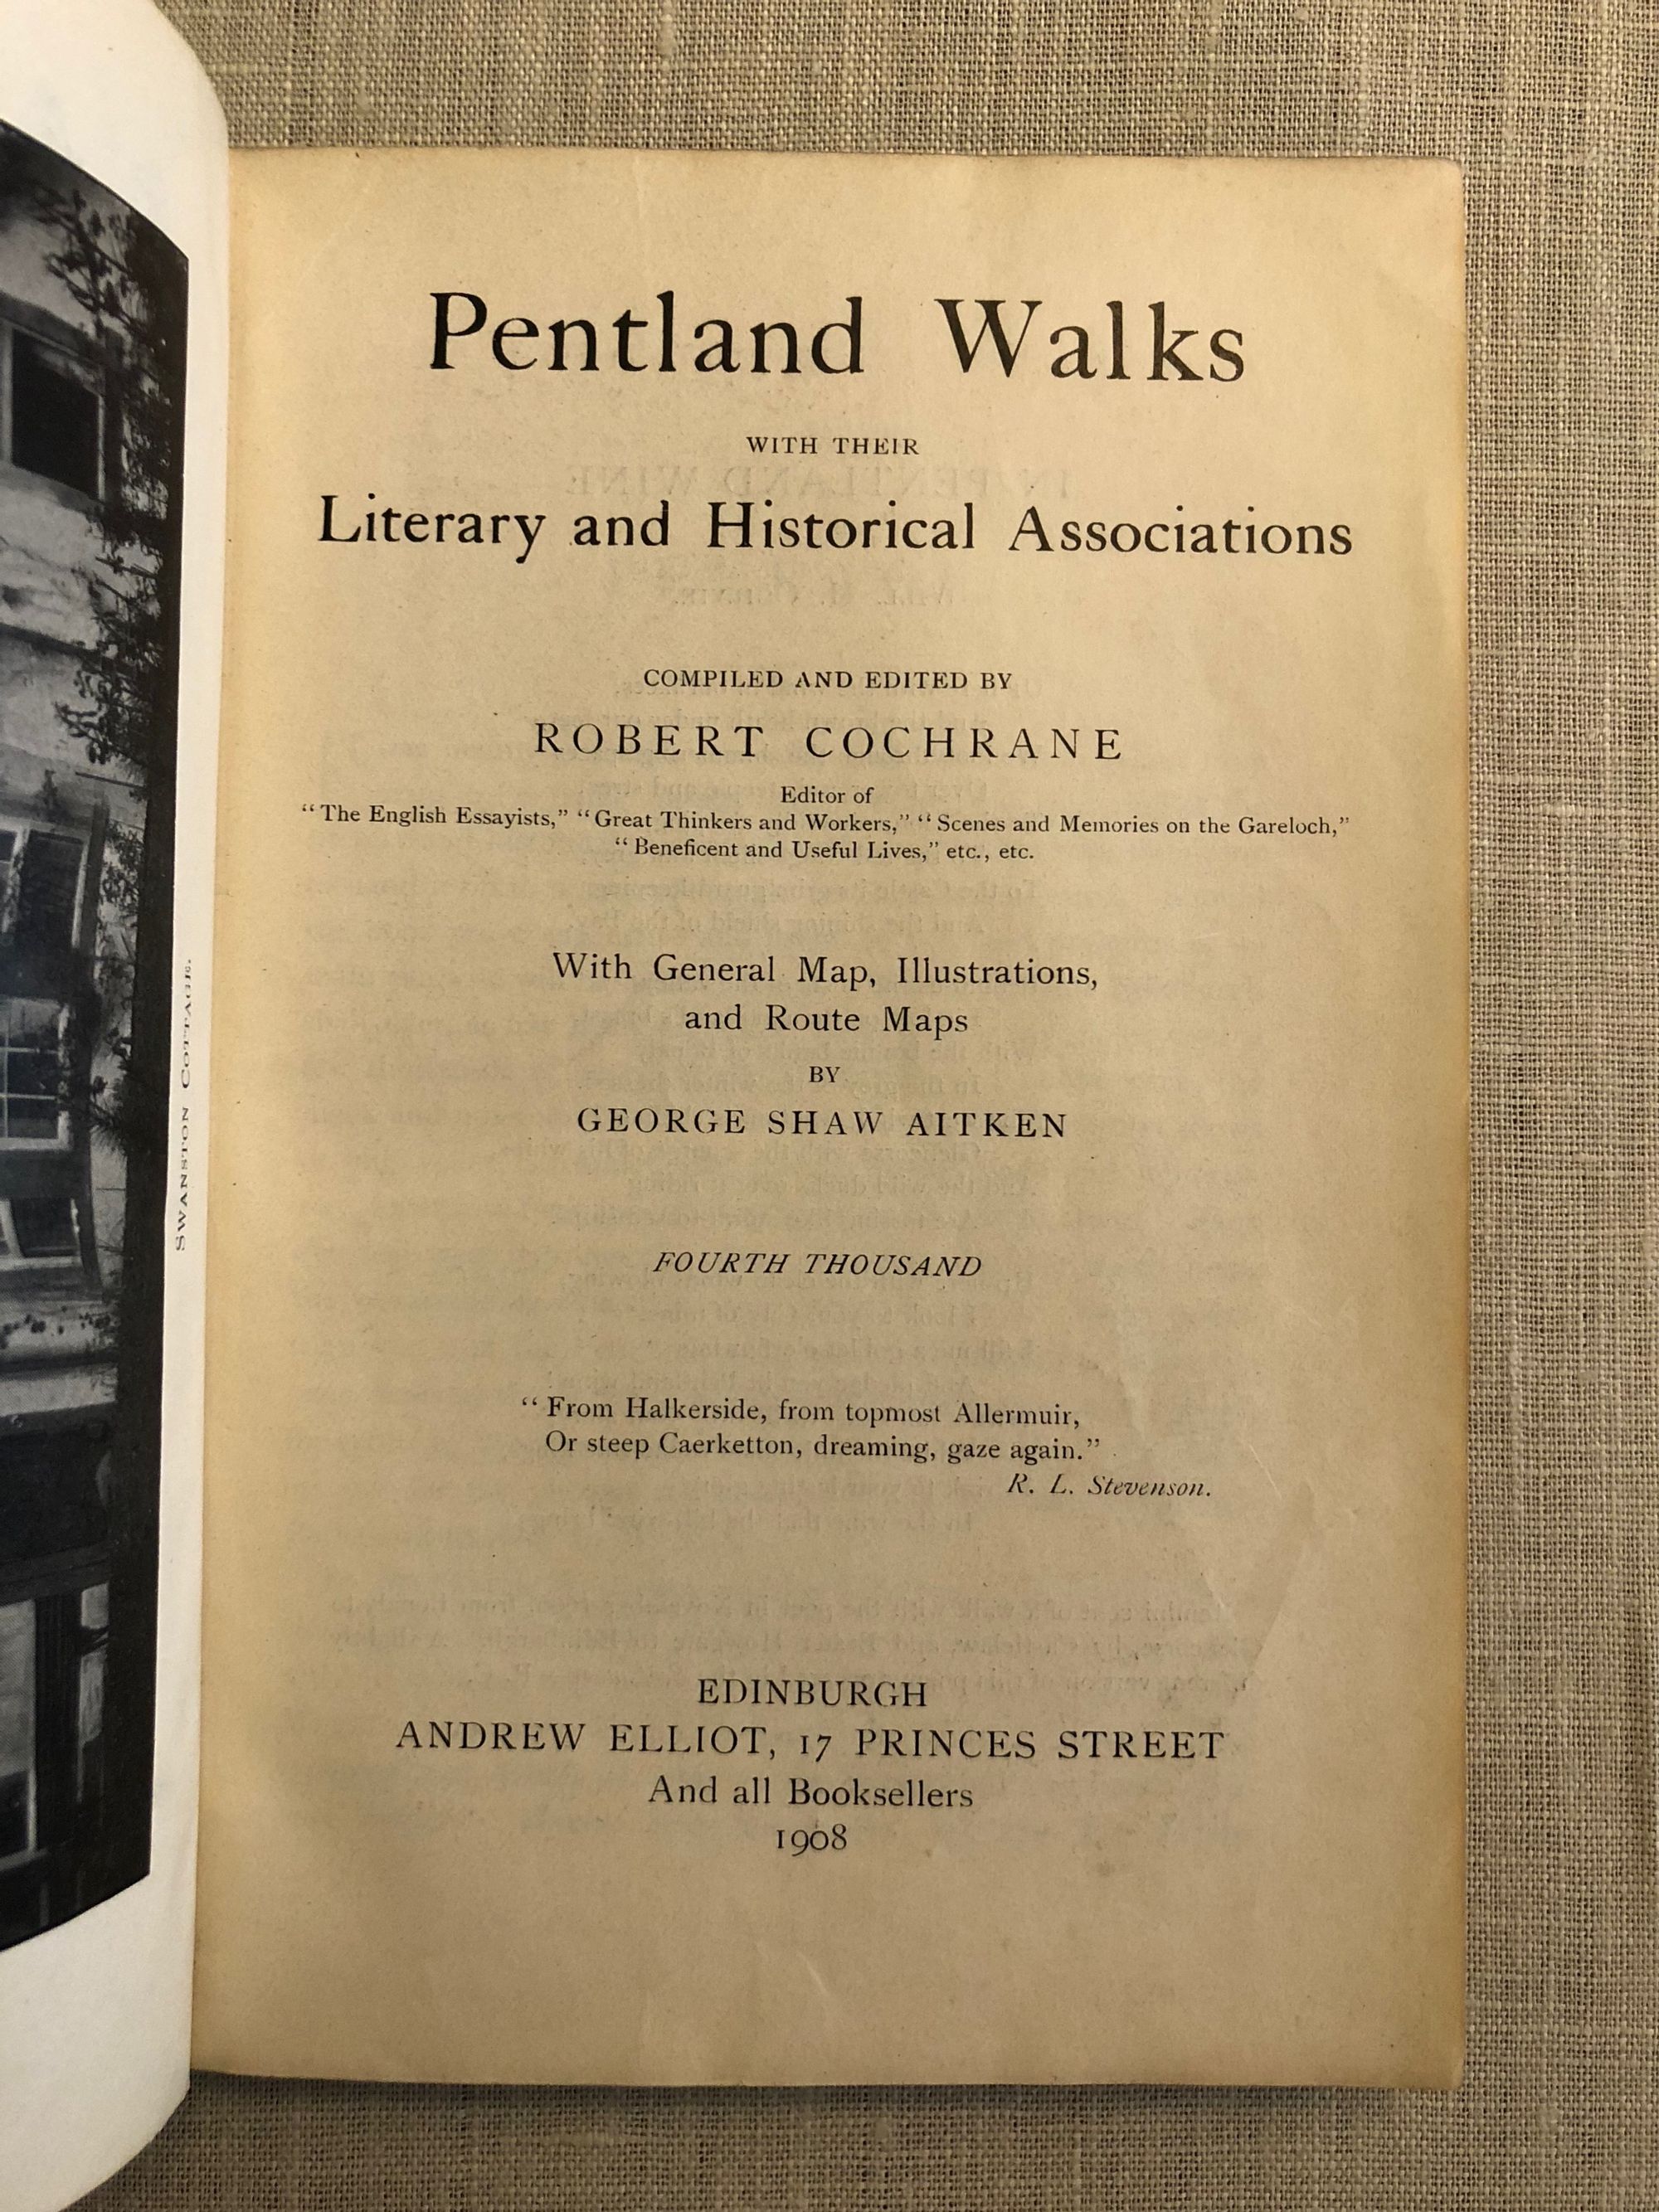 SWANSTON COTTAGE.
Pentland Walks
WITH THEIR
Literary and Historical Associations
COMPILED AND EDITED BY
ROBERT COCHRANE
Editor of
"The English Essayists," "Great Thinkers and Workers," "Scenes and Memories on the Gareloch,"
"Beneficent and Useful Lives," etc., etc.
With General Map, Illustrations,
and Route Maps
BY
GEORGE SHAW AITKEN
FOURTH THOUSAND
"From Halkerside, from topmost Allermuir,
Or steep Caerketton, dreaming, gaze again."
R. L. Stevenson.
EDINBURGH
ANDREW ELLIOT, 17 PRINCES STREET
And all Booksellers
1908